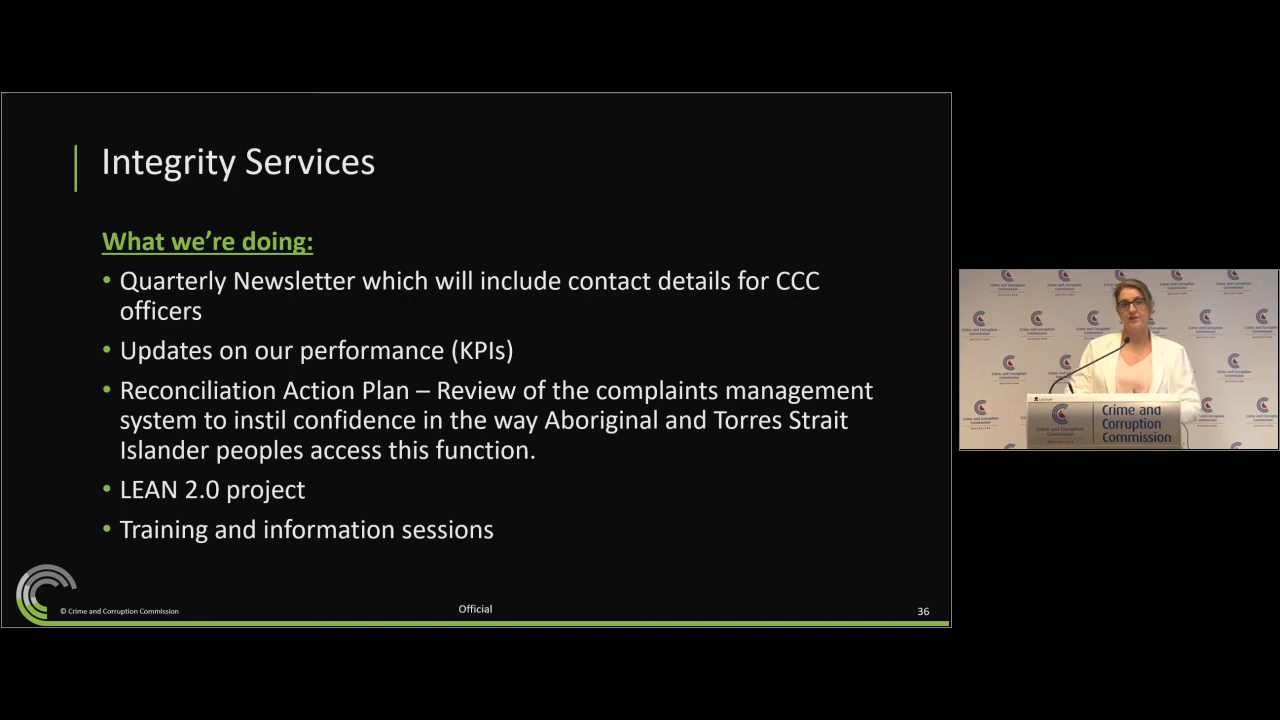 Integrity Services
What we’re doing:
• Quarterly Newsletter which will include contact details for CCC
officers
• Updates on our performance (KPIs)
• Reconciliation Action Plan – Review of the complaints management
system to instil confidence in the way Aboriginal and Torres Strait
Islander peoples access this function.
• LEAN 2.0 project
• Training and information sessions
© Crime and Corruption Commission
Official
36
Crime and
Corruption
Commission